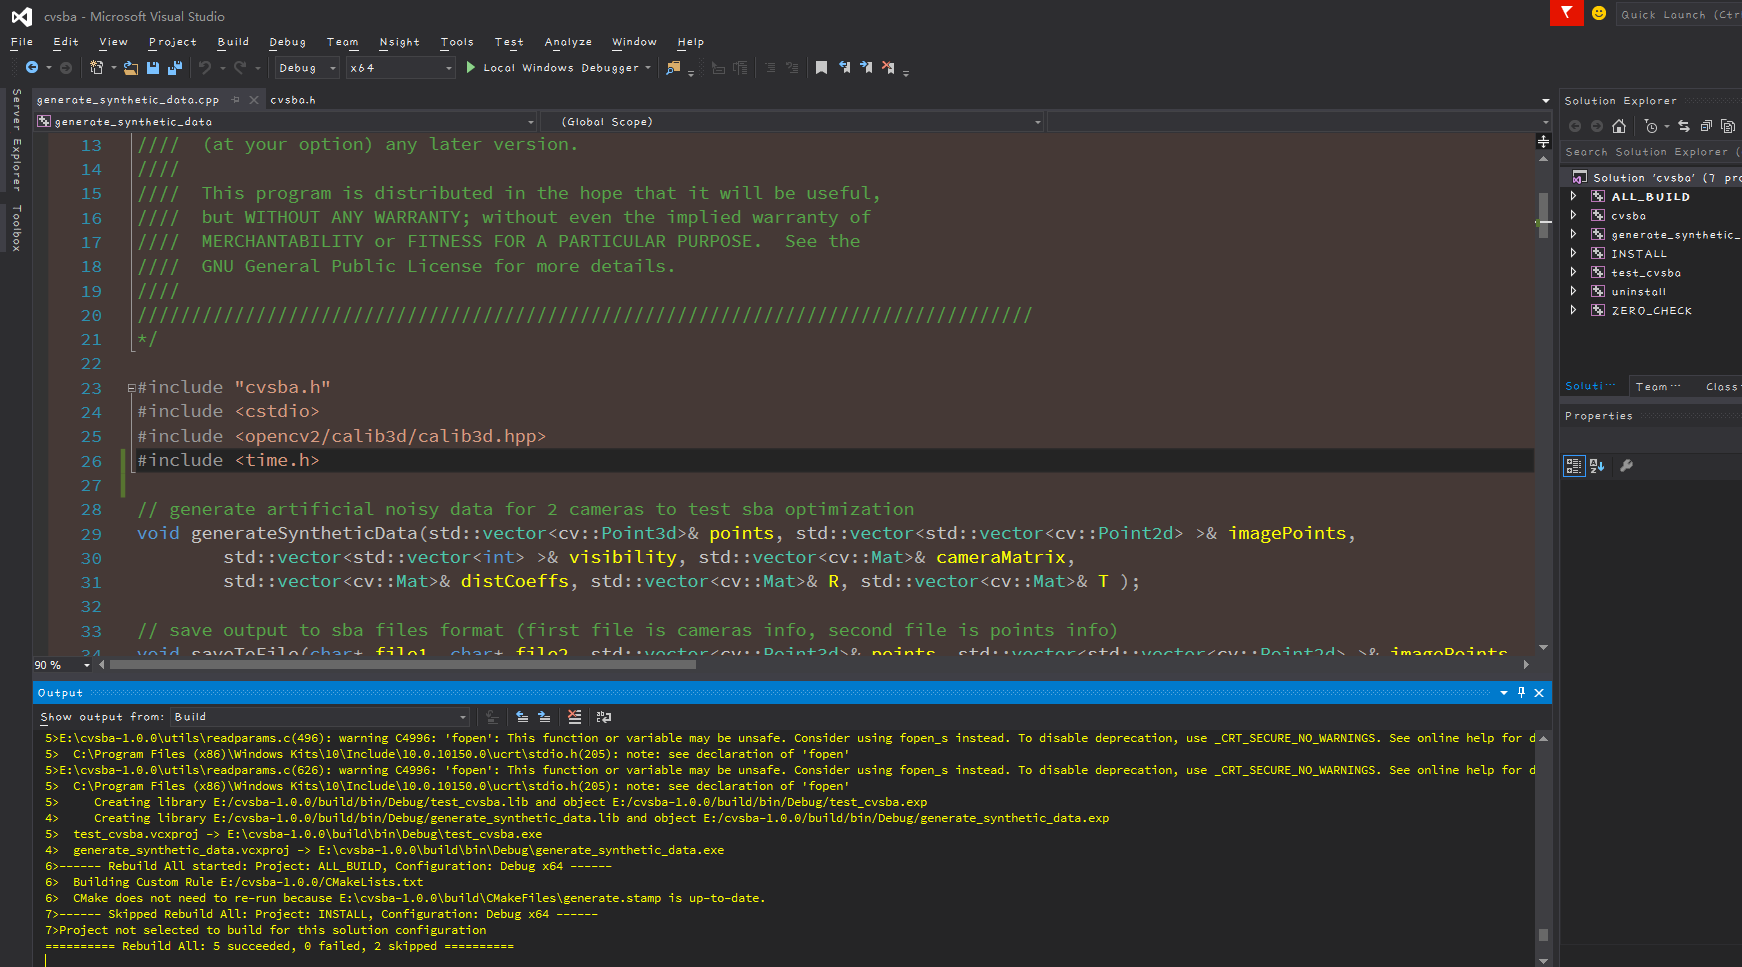 cvsba - Microsoft Visual Studio
Quick Launch (Ctr
File Edit View Project Build Debug Team Nsight Tools Test Analyze Window Help
Debug x64 Local Windows Debugger
Server Explorer
Toolbox
generate_synthetic_data.cpp cvsba.h
generate_synthetic_data (Global Scope)
13 //// (at your option) any later version.
14 ////
15 //// This program is distributed in the hope that it will be useful,
16 //// but WITHOUT ANY WARRANTY; without even the implied warranty of
17 //// MERCHANTABILITY or FITNESS FOR A PARTICULAR PURPOSE.  See the
18 //// GNU General Public License for more details.
19 ////
20 ///////////////////////////////////////////////////////////////////////////////////
21 */
22
23 #include "cvsba.h"
24 #include <cstdio>
25 #include <opencv2/calib3d/calib3d.hpp>
26 #include <time.h>
27
28 // generate artificial noisy data for 2 cameras to test sba optimization
29 void generateSyntheticData(std::vector<cv::Point3d>& points, std::vector<std::vector<cv::Point2d> >& imagePoints,
30 std::vector<std::vector<int> >& visibility, std::vector<cv::Mat>& cameraMatrix,
31 std::vector<cv::Mat>& distCoeffs, std::vector<cv::Mat>& R, std::vector<cv::Mat>& T );
32
33 // save output to sba files format (first file is cameras info, second file is points info)
34 void saveToFile(char* file1, char* file2, std::vector<cv::Point3d>& points, std::vector<std::vector<cv::Point2d> >& imagePoints,
90 %
Solution Explorer
Search Solution Explorer (
Solution 'cvsba' (7 pro
ALL_BUILD
cvsba
generate_synthetic_
INSTALL
test_cvsba
uninstall
ZERO_CHECK
Soluti... Team... Class
Properties
Output
Show output from: Build
5>E:\cvsba-1.0.0\utils\readparams.c(496): warning C4996: 'fopen': This function or variable may be unsafe. Consider using fopen_s instead. To disable deprecation, use _CRT_SECURE_NO_WARNINGS. See online help for d
5>  C:\Program Files (x86)\Windows Kits\10\Include\10.0.10150.0\ucrt\stdio.h(205): note: see declaration of 'fopen'
5>E:\cvsba-1.0.0\utils\readparams.c(626): warning C4996: 'fopen': This function or variable may be unsafe. Consider using fopen_s instead. To disable deprecation, use _CRT_SECURE_NO_WARNINGS. See online help for d
5>  C:\Program Files (x86)\Windows Kits\10\Include\10.0.10150.0\ucrt\stdio.h(205): note: see declaration of 'fopen'
5>     Creating library E:/cvsba-1.0.0/build/bin/Debug/test_cvsba.lib and object E:/cvsba-1.0.0/build/bin/Debug/test_cvsba.exp
4>     Creating library E:/cvsba-1.0.0/build/bin/Debug/generate_synthetic_data.lib and object E:/cvsba-1.0.0/build/bin/Debug/generate_synthetic_data.exp
5>  test_cvsba.vcxproj -> E:\cvsba-1.0.0\build\bin\Debug\test_cvsba.exe
4>  generate_synthetic_data.vcxproj -> E:\cvsba-1.0.0\build\bin\Debug\generate_synthetic_data.exe
6>------ Rebuild All started: Project: ALL_BUILD, Configuration: Debug x64 ------
6>  Building Custom Rule E:/cvsba-1.0.0/CMakeLists.txt
6>  CMake does not need to re-run because E:\cvsba-1.0.0\build\CMakeFiles\generate.stamp is up-to-date.
7>------ Skipped Rebuild All: Project: INSTALL, Configuration: Debug x64 ------
7>Project not selected to build for this solution configuration
========== Rebuild All: 5 succeeded, 0 failed, 2 skipped ==========